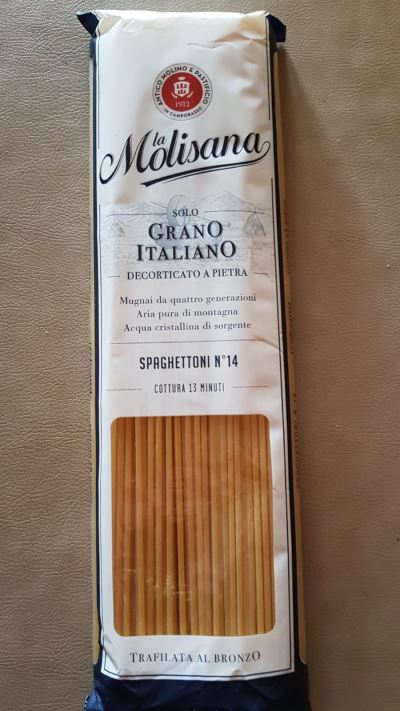 ANTICO MOLINO E PASTIFICIO
1912
IN CAMPOBASSO
la
Molisana
SOLO
GRANO
ITALIANO
DECORTICATO A PIETRA
Mugnai da quattro generazioni
Aria pura di montagna
Acqua cristallina di sorgente
SPAGHETTONI N°14
COTTURA 13 MINUTI
TRAFILATA AL BRONZO